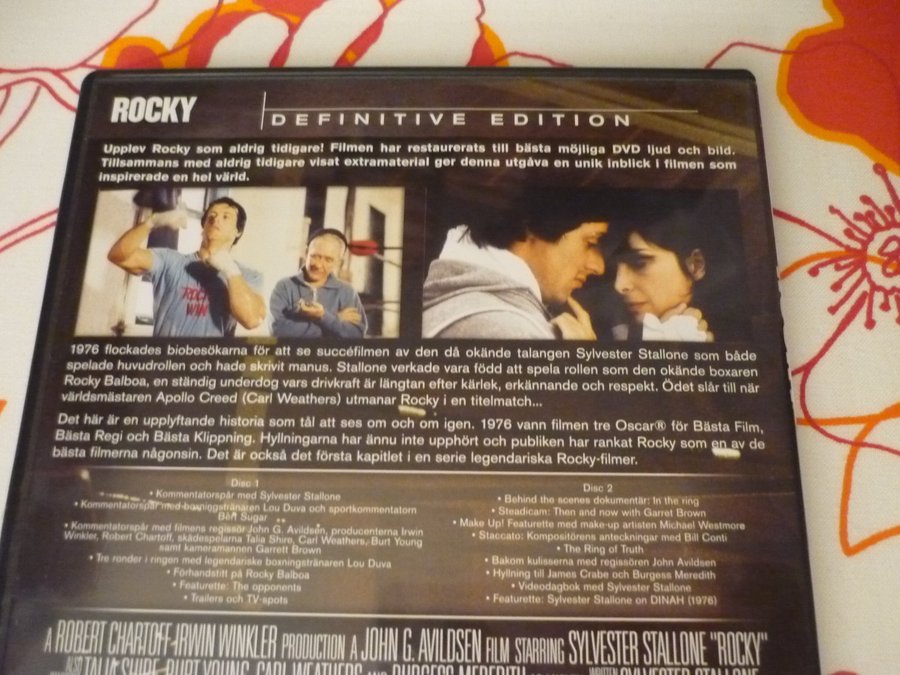 ROCKY
DEFINITIVE EDITION
Upplev Rocky som aldrig tidigare! Filmen har restaurerats till bästa möjliga DVD ljud och bild.
Tillsammans med aldrig tidigare visat extramaterial ger denna utgåva en unik inblick i filmen som
inspirerade en hel värld.
ROCKY
WIN
1976 flockades biobesökarna för att se succéfilmen av den då okände talangen Sylvester Stallone som både
spelade huvudrollen och hade skrivit manus. Stallone verkade vara född att spela rollen som den okände boxaren
Rocky Balboa, en ständig underdog vars drivkraft är längtan efter kärlek, erkännande och respekt. Ödet slår till när
världsmästaren Apollo Creed (Carl Weathers) utmanar Rocky i en titelmatch...
Det här är en upplyftande historia som tål att ses om och om igen. 1976 vann filmen tre Oscar® för Bästa Film,
Bästa Regi och Bästa Klippning. Hyllningarna har ännu inte upphört och publiken har rankat Rocky som en av de
bästa filmerna någonsin. Det är också det första kapitlet i en serie legendariska Rocky-filmer.
Disc 1
• Kommentatorspår med Sylvester Stallone
• Kommentatorspår med boxningstränaren Lou Duva och sportkommentatorn
Bert Sugar
• Kommentatorspår med filmens regissör John G. Avildsen, producenterna Irwin
Winkler, Robert Chartoff, skådespelarna Talia Shire, Carl Weathers, Burt Young
samt kameramannen Garrett Brown
• Tre ronder i ringen med legendariske boxningstränaren Lou Duva
• Förhandstitt på Rocky Balboa
• Featurette: The opponents
• Trailers och TV-spots
Disc 2
• Behind the scenes dokumentär: In the ring
• Steadicam: Then and now with Garret Brown
• Make Up! Featurette med make-up artisten Michael Westmore
• Staccato: Kompositörens anteckningar med Bill Conti
• The Ring of Truth
• Bakom kulisserna med regissören John Avildsen
• Hyllning till James Crabe och Burgess Meredith
• Videodagbok med Sylvester Stallone
• Featurette: Sylvester Stallone on DINAH (1976)
A ROBERT CHARTOFF-IRWIN WINKLER PRODUCTION A JOHN G. AVILDSEN FILM STARRING SYLVESTER STALLONE "ROCKY"
ALSO TALIA SHIRE BURT YOUNG CARL WEATHERS AND BURGESS MEREDITH WRITTEN SYLVESTER STALLONE